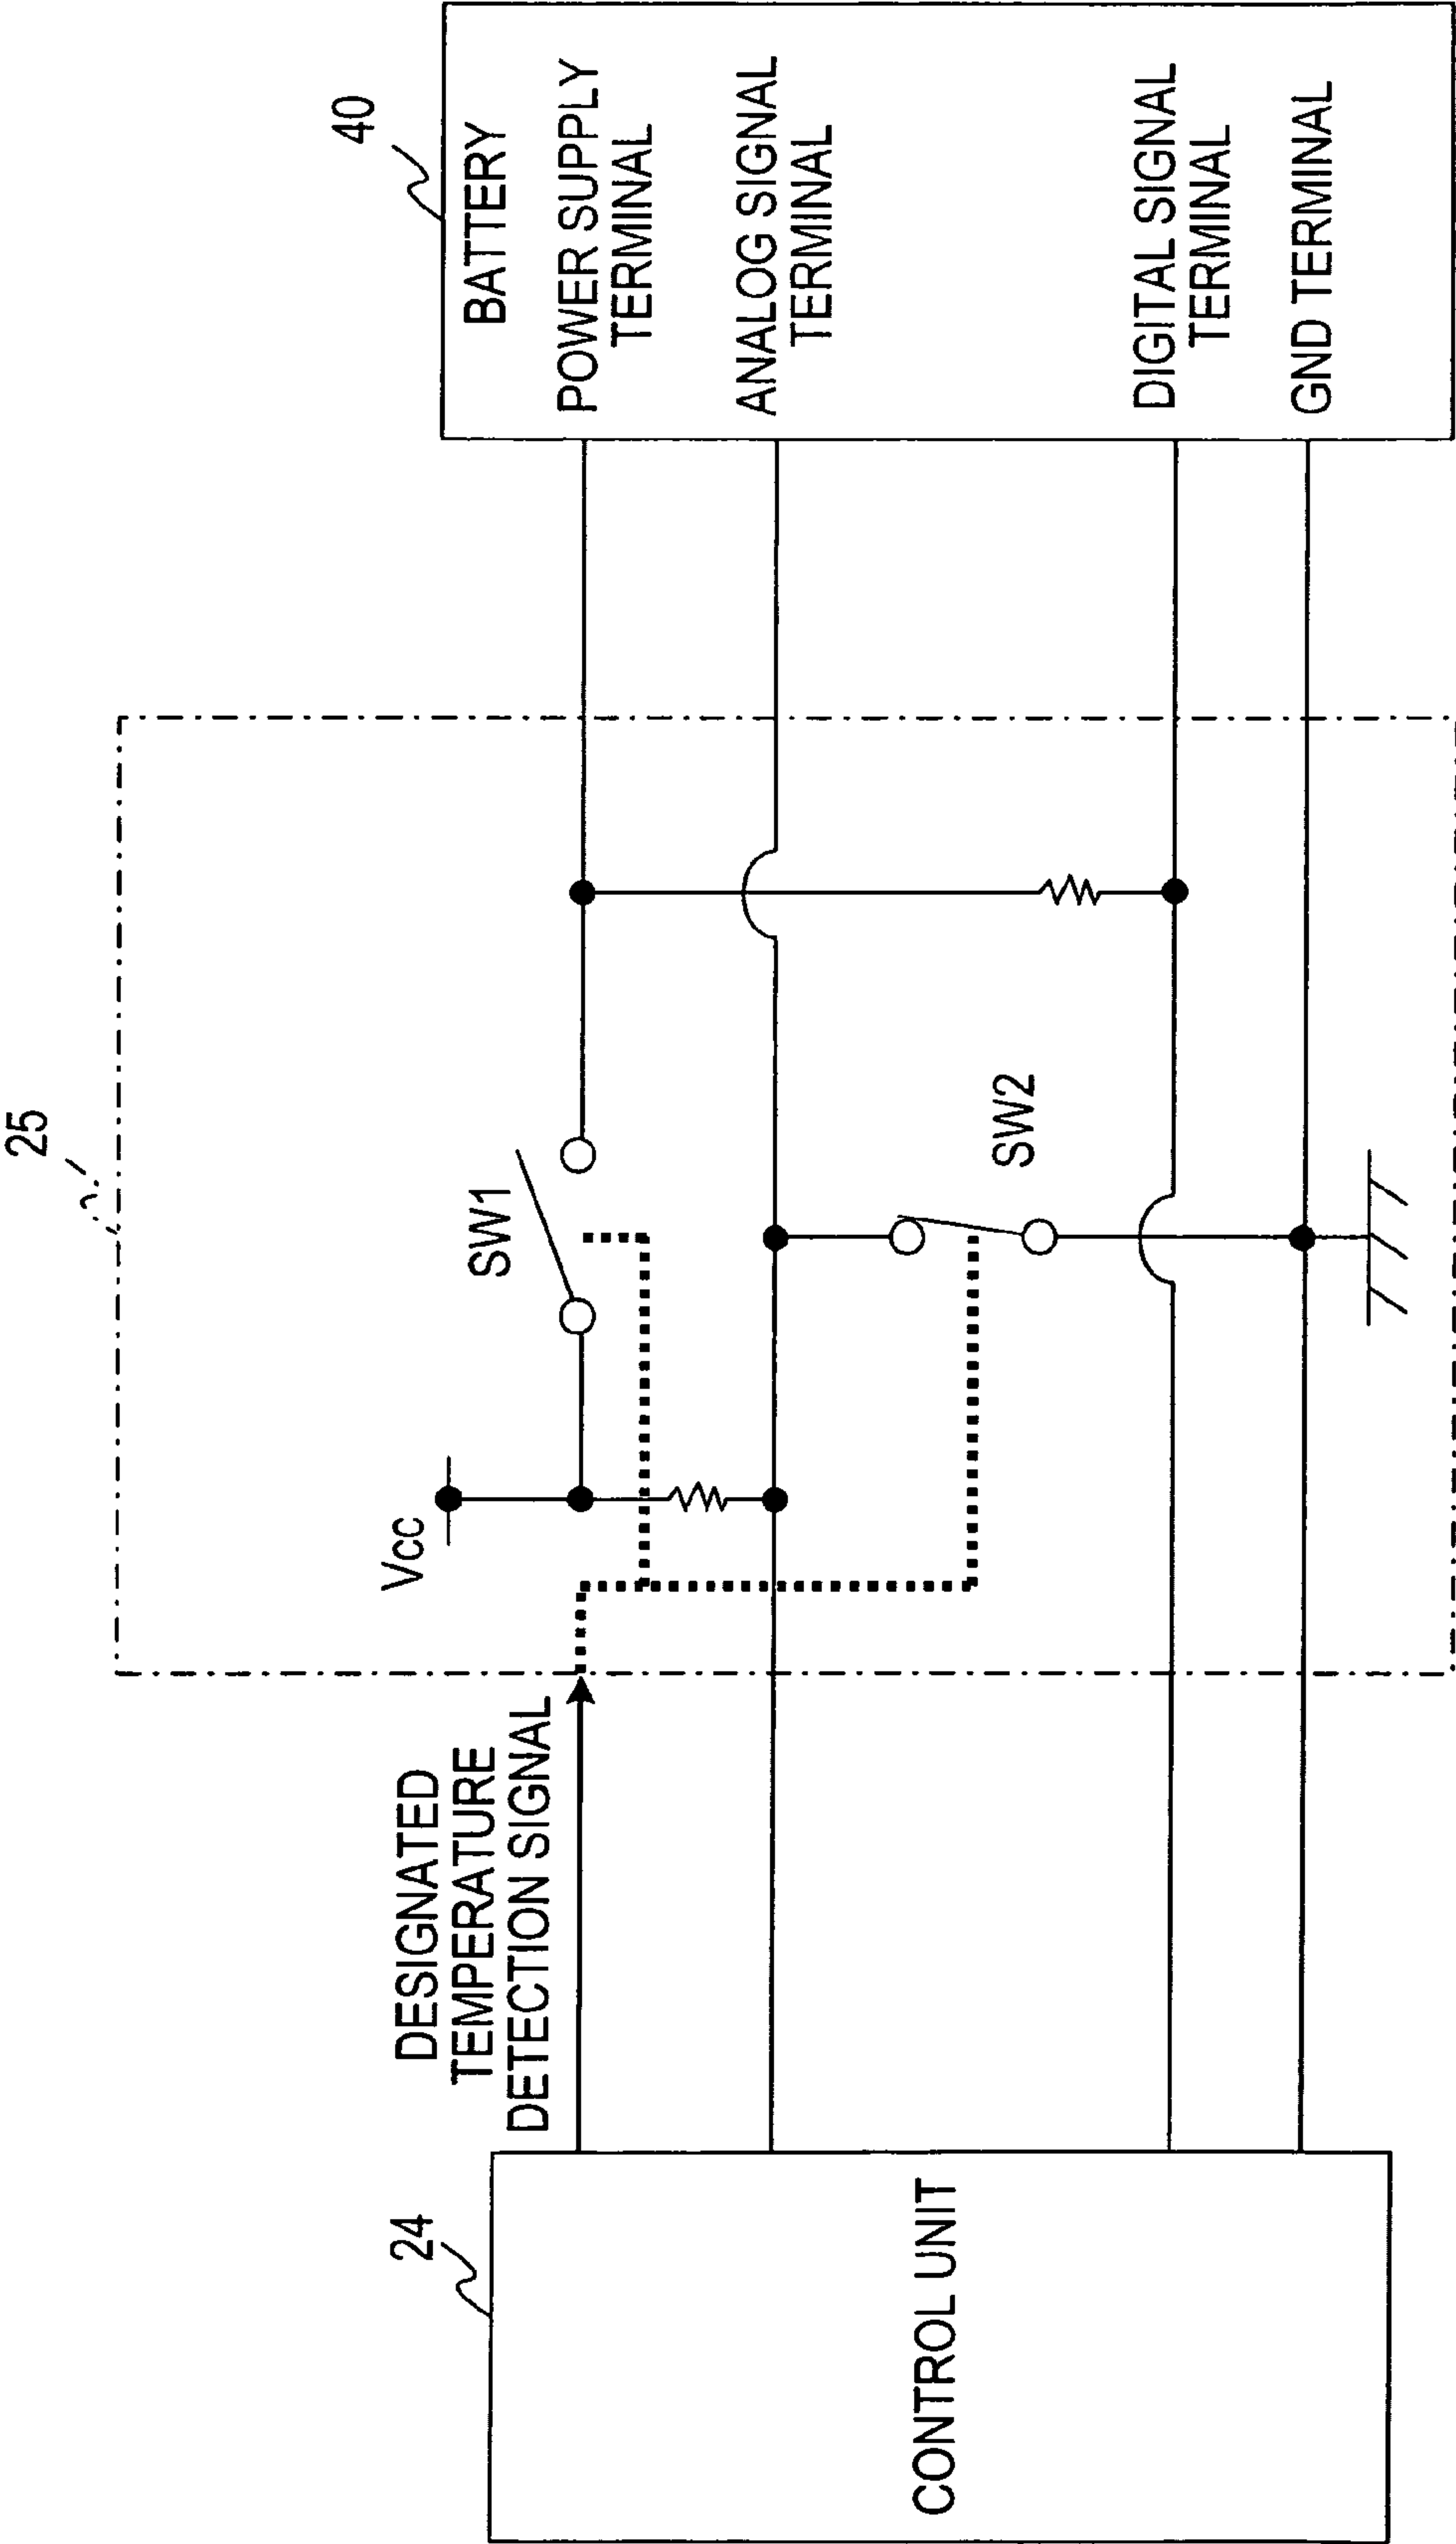 25
40
24
BATTERY
POWER SUPPLY
TERMINAL
ANALOG SIGNAL
TERMINAL
DIGITAL SIGNAL
TERMINAL
GND TERMINAL
Vcc
SW1
SW2
DESIGNATED
TEMPERATURE
DETECTION SIGNAL
CONTROL UNIT